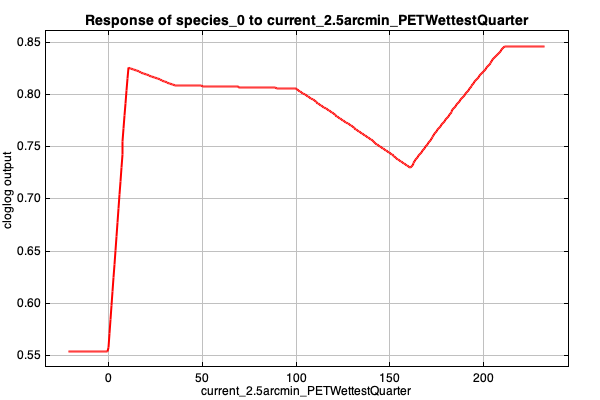 Response of species_0 to current_2.5arcmin_PETWettestQuarter
0.85
0.80
0.75
0.70
0.65
0.60
0.55
cloglog output
0 50 100 150 200
current_2.5arcmin_PETWettestQuarter